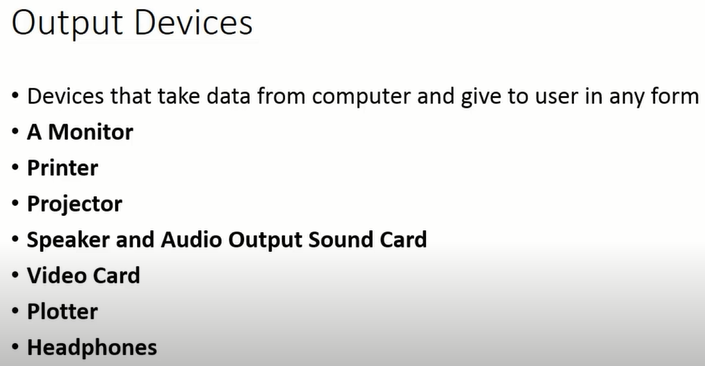 Output Devices
• Devices that take data from computer and give to user in any form
• A Monitor
• Printer
• Projector
• Speaker and Audio Output Sound Card
• Video Card
• Plotter
• Headphones